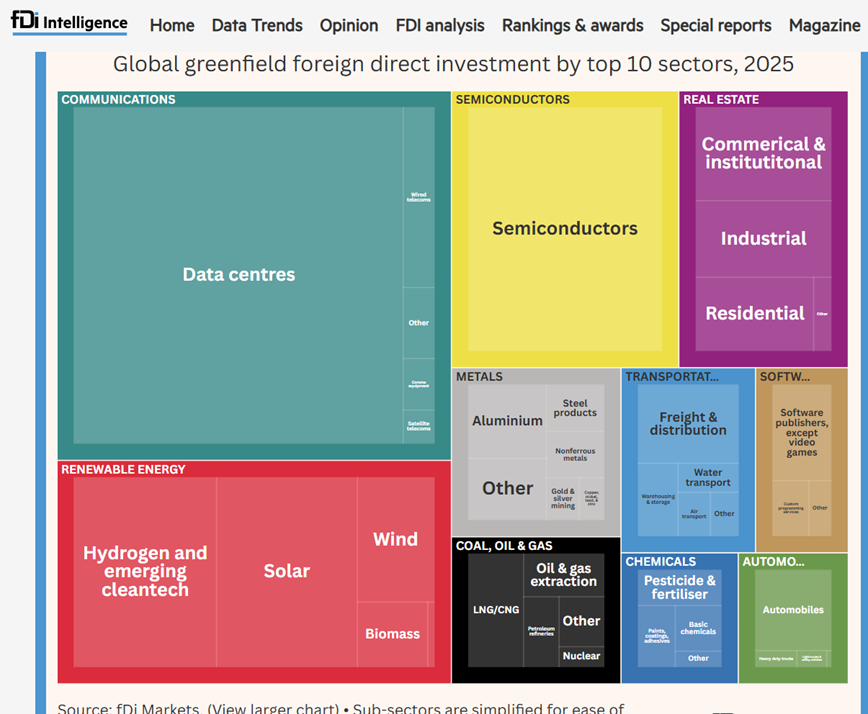 fDi Intelligence
Home
Data Trends
Opinion
FDI analysis
Rankings & awards
Special reports
Magazine
Global greenfield foreign direct investment by top 10 sectors, 2025
COMMUNICATIONS
Data centres
Wired
telecoms
Other
Satellite
telecoms
SEMICONDUCTORS
Semiconductors
REAL ESTATE
Commerical &
institutitonal
Industrial
Residential
Other
RENEWABLE ENERGY
Hydrogen and
emerging
cleantech
Solar
Wind
Biomass
METALS
Aluminium
Steel
products
Nonferrous
metals
Other
Gold &
silver
mining
TRANSPORTAT...
Freight &
distribution
Warehousing
& storage
Water
transport
Air
transport
Other
SOFTW...
Software
publishers,
except
video
games
Custom
programming
services
Other
COAL, OIL & GAS
LNG/CNG
Oil & gas
extraction
Petroleum
refineries
Other
Nuclear
CHEMICALS
Pesticide &
fertiliser
Paints,
coatings,
adhesives
Basic
chemicals
Other
AUTOMO...
Automobiles
Heavy duty trucks
Source: fDi Markets (View larger chart) • Sub-sectors are simplified for ease of